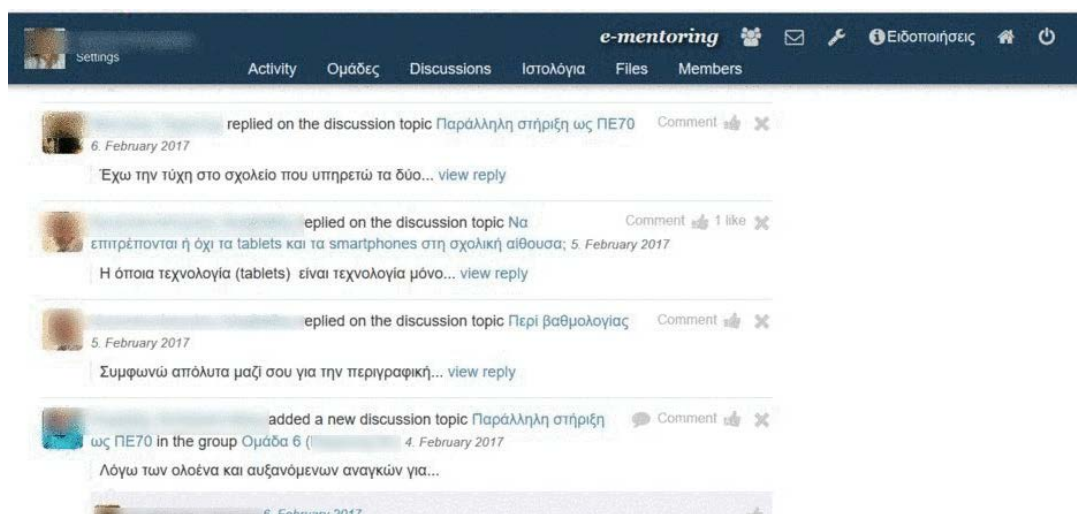 e-mentoring Ειδοποιήσεις
Settings
Activity Ομάδες Discussions Ιστολόγια Files Members
replied on the discussion topic Παράλληλη στήριξη ως ΠΕ70 Comment
6. February 2017
Έχω την τύχη στο σχολείο που υπηρετώ τα δύο... view reply
eplied on the discussion topic Να Comment 1 like
επιτρέπονται ή όχι τα tablets και τα smartphones στη σχολική αίθουσα; 5. February 2017
Η όποια τεχνολογία (tablets) είναι τεχνολογία μόνο... view reply
eplied on the discussion topic Περί βαθμολογίας Comment
5. February 2017
Συμφωνώ απόλυτα μαζί σου για την περιγραφική... view reply
added a new discussion topic Παράλληλη στήριξη Comment
ως ΠΕ70 in the group Ομάδα 6 ( 4. February 2017
Λόγω των ολοένα και αυξανόμενων αναγκών για...
6. February 2017